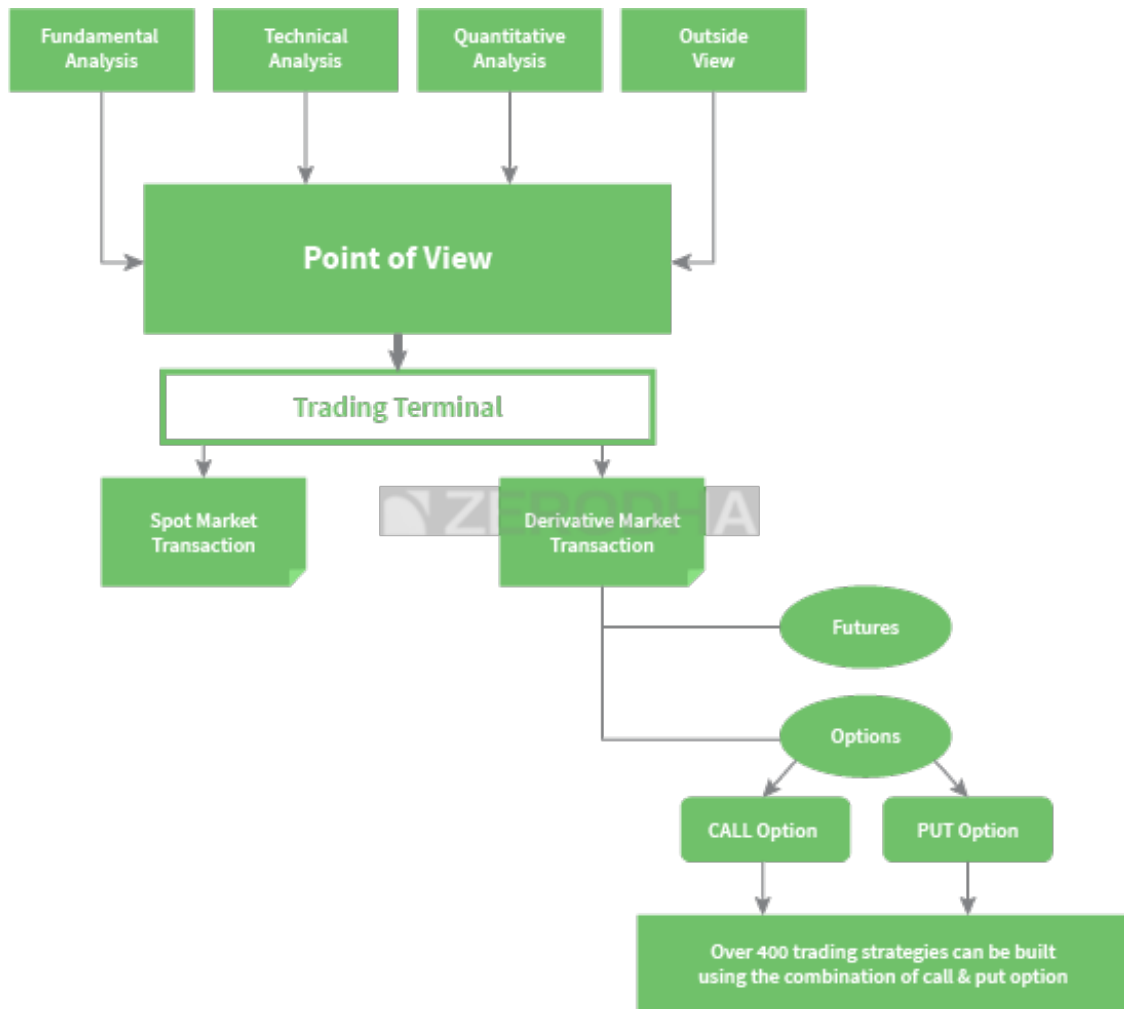 Fundamental
Analysis
Technical
Analysis
Quantitative
Analysis
Outside
View
Point of View
Trading Terminal
Spot Market
Transaction
ZERODHA
Derivative Market
Transaction
Futures
Options
CALL Option
PUT Option
Over 400 trading strategies can be built
using the combination of call & put option